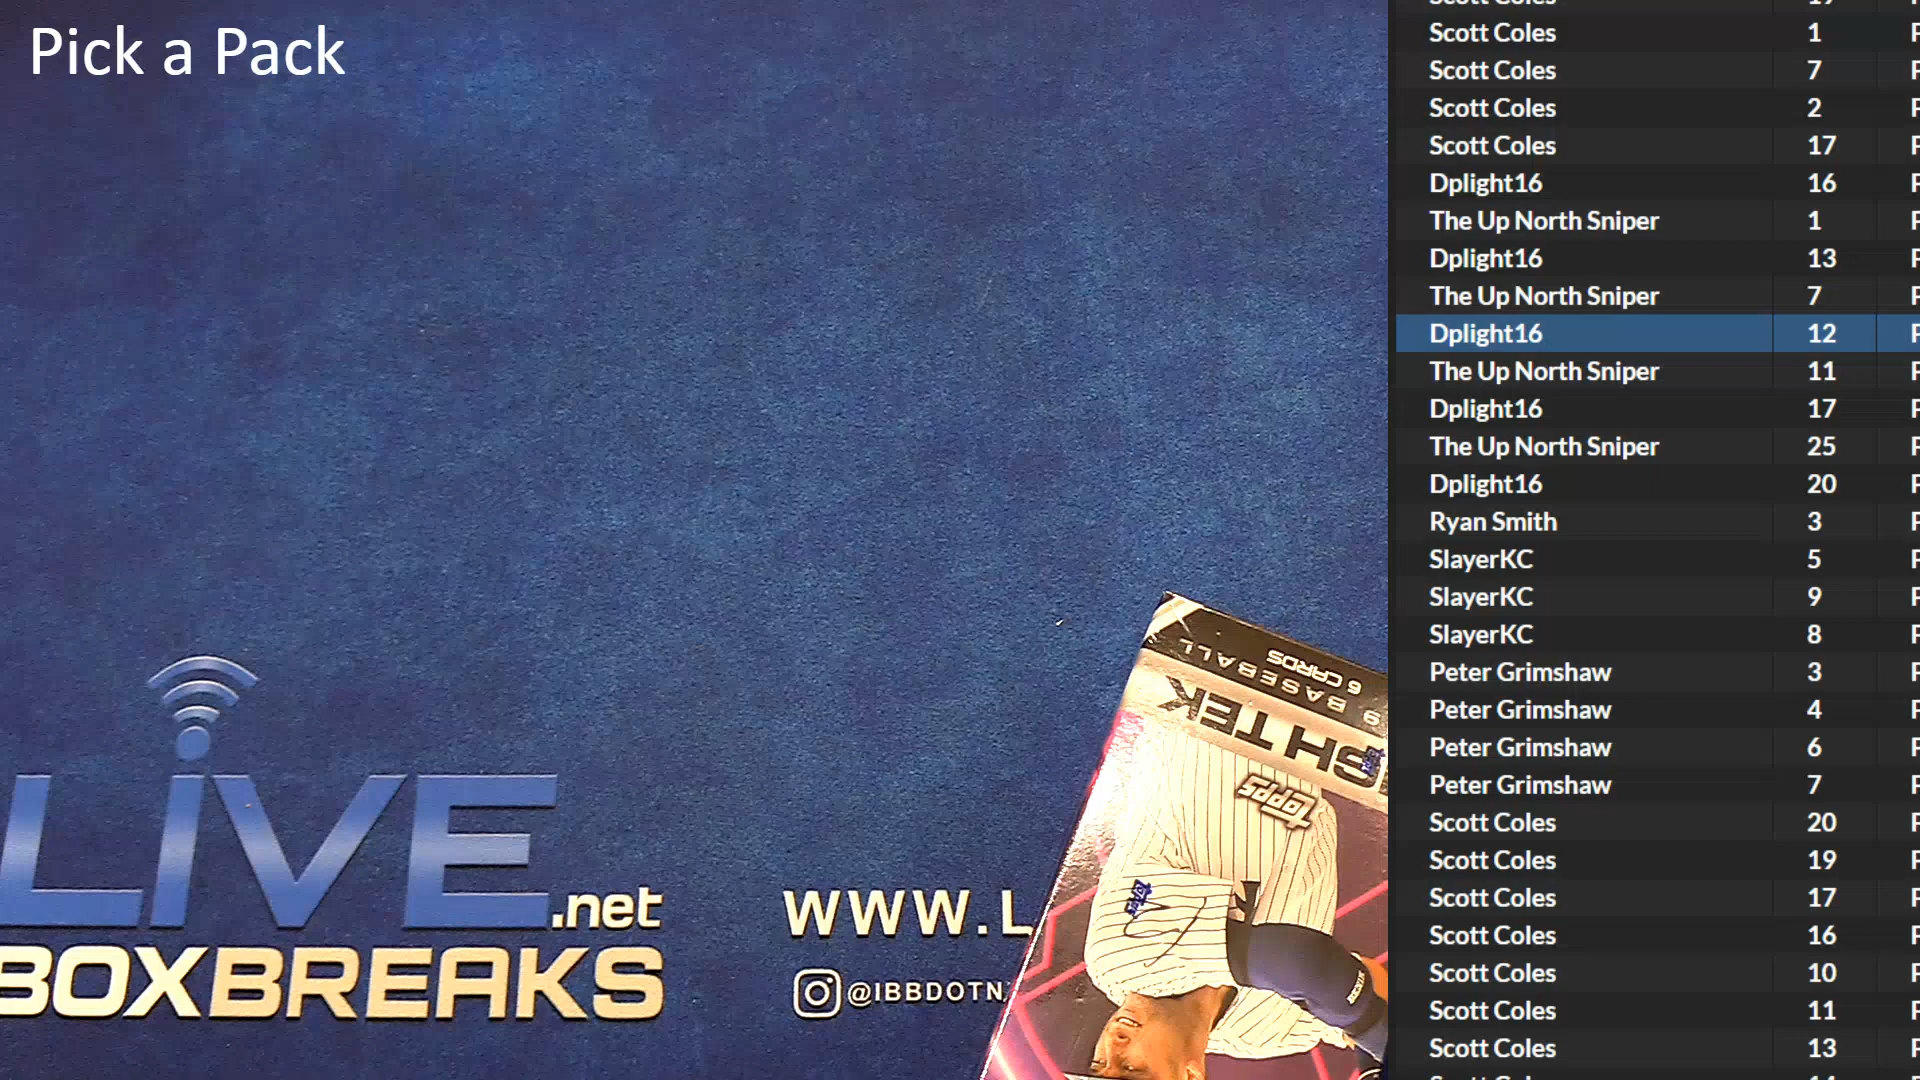 Pick a Pack
Scott Coles 1
Scott Coles 7
Scott Coles 2
Scott Coles 17
Dplight16 16
The Up North Sniper 1
Dplight16 13
The Up North Sniper 7
Dplight16 12
The Up North Sniper 11
Dplight16 17
The Up North Sniper 25
Dplight16 20
Ryan Smith 3
SlayerKC 5
SlayerKC 9
SlayerKC 8
Peter Grimshaw 3
Peter Grimshaw 4
Peter Grimshaw 6
Peter Grimshaw 7
Scott Coles 20
Scott Coles 19
Scott Coles 17
Scott Coles 16
Scott Coles 10
Scott Coles 11
Scott Coles 13
LiVE.net
BOXBREAKS
WWW.L
@IBBDOTN
6 CARDS
9 BASEBALL
GH TEK
Topps